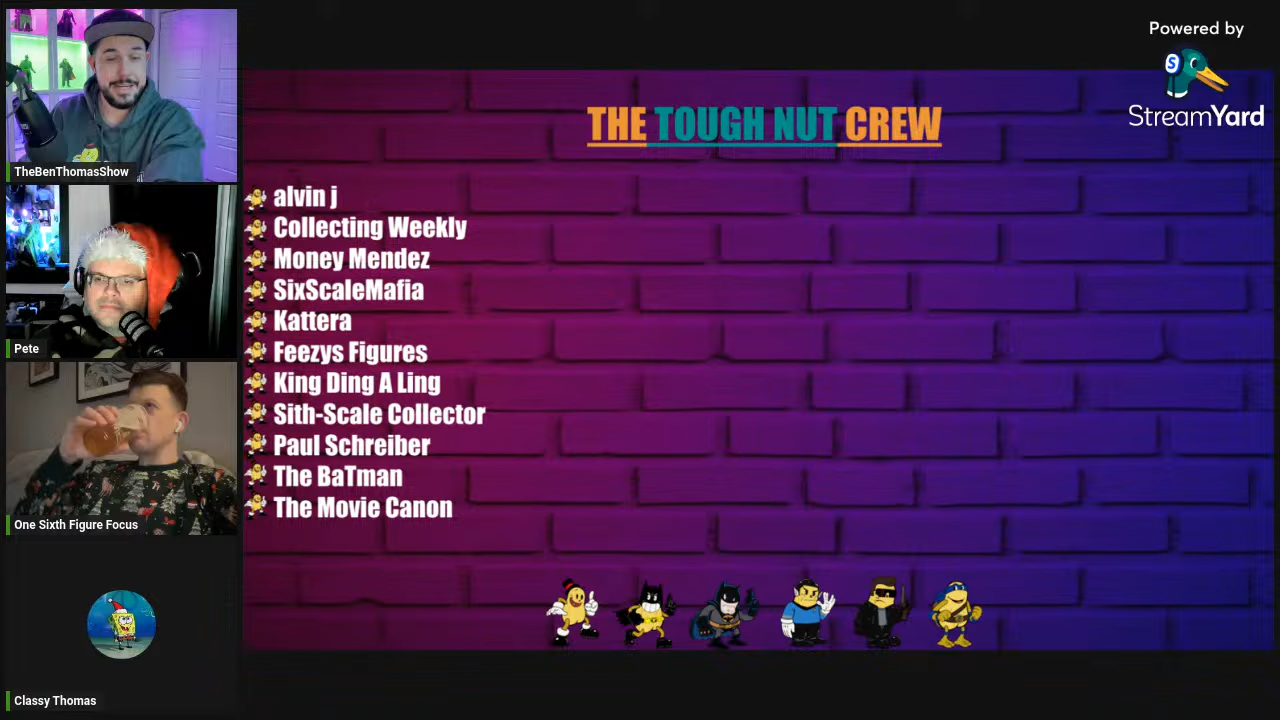 Powered by
S
StreamYard
THE TOUGH NUT CREW
alvin j
Collecting Weekly
Money Mendez
SixScaleMafia
Kattera
Feezys Figures
King Ding A Ling
Sith-Scale Collector
Paul Schreiber
The BaTman
The Movie Canon
TheBenThomasShow
Pete
One Sixth Figure Focus
Classy Thomas